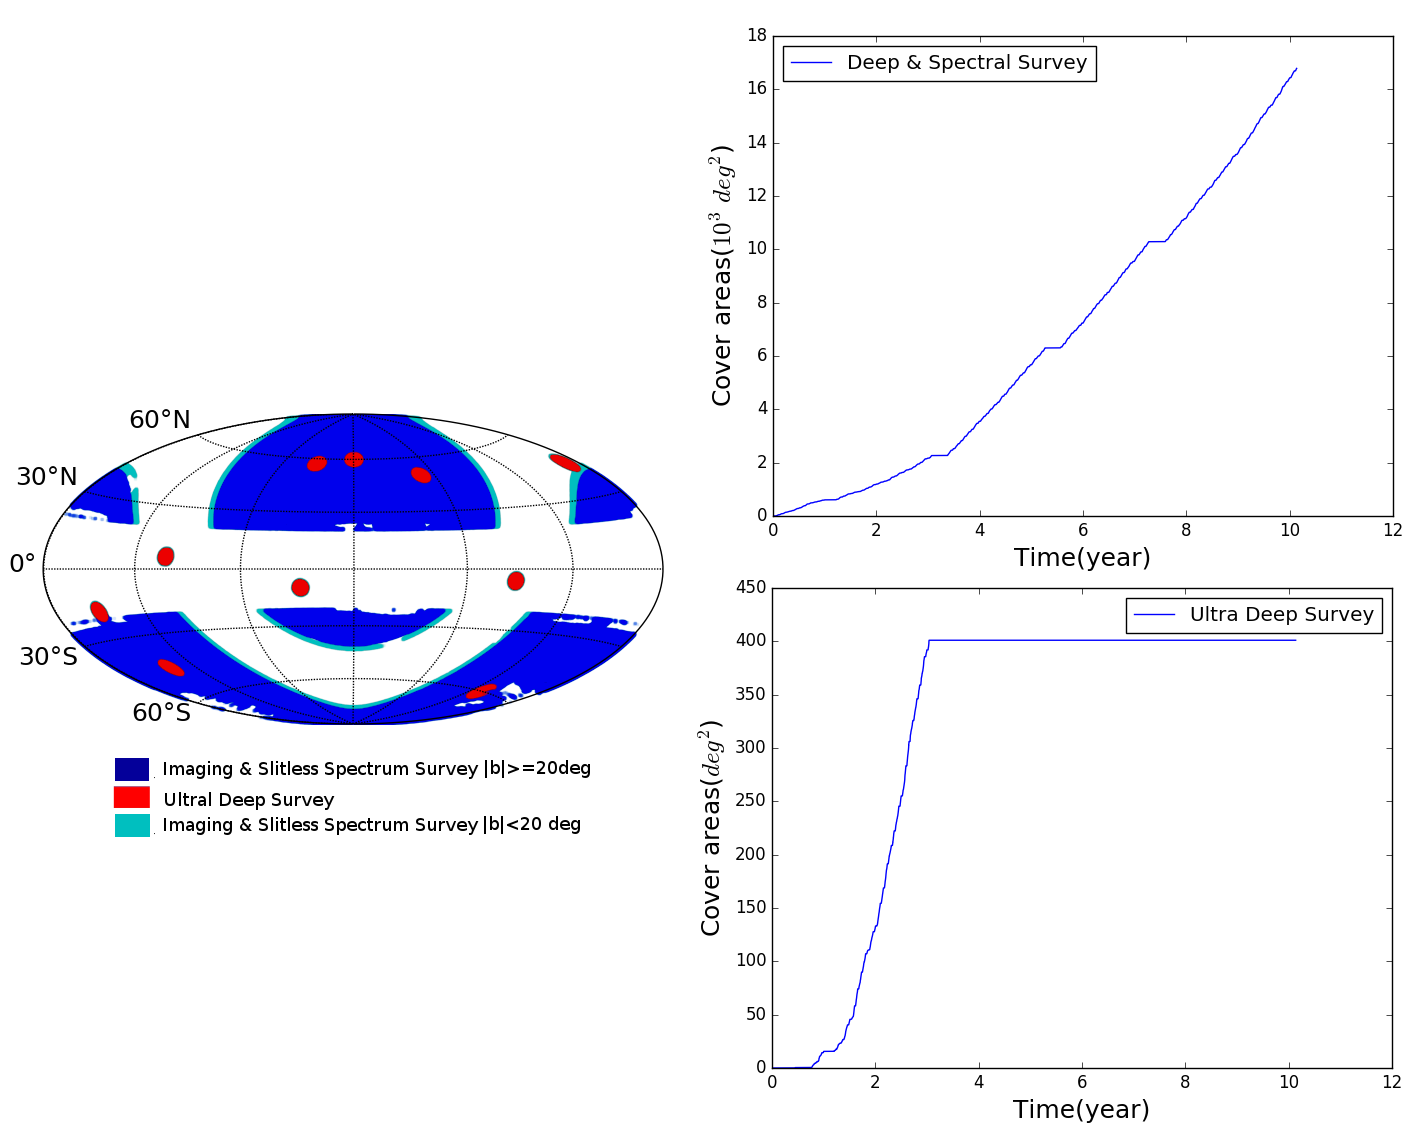 60°N
30°N
0°
30°S
60°S
Imaging & Slitless Spectrum Survey |b|>=20deg
Ultral Deep Survey
Imaging & Slitless Spectrum Survey |b|<20 deg
Deep & Spectral Survey
Cover areas(10³ deg²)
18
16
14
12
10
8
6
4
2
0
0 2 4 6 8 10 12
Time(year)
Ultra Deep Survey
Cover areas(deg²)
450
400
350
300
250
200
150
100
50
0
0 2 4 6 8 10 12
Time(year)